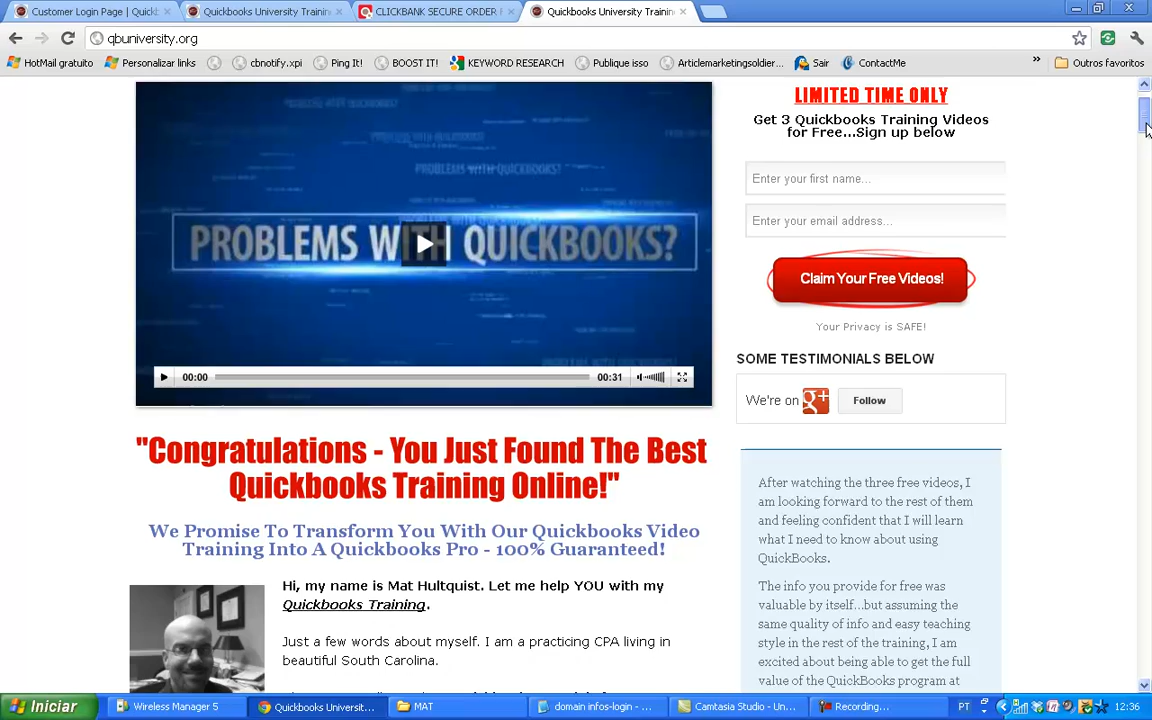 Customer Login Page | Quickb
Quickbooks University Trainin
CLICKBANK SECURE ORDER F
Quickbooks University Trainin
qbuniversity.org
HotMail gratuito
Personalizar links
cbnotify.xpi
Ping It!
BOOST IT!
KEYWORD RESEARCH
Publique isso
Articlemarketingsoldier...
Sair
ContactMe
»
Outros favoritos
PROBLEMS WITH QUICKBOOKS?
PROBLEMS WITH QUICKBOOKS?
00:00
00:31
LIMITED TIME ONLY
Get 3 Quickbooks Training Videos
for Free...Sign up below
Enter your first name...
Enter your email address...
Claim Your Free Videos!
Your Privacy is SAFE!
SOME TESTIMONIALS BELOW
We're on g+ Follow
"Congratulations - You Just Found The Best
Quickbooks Training Online!"
We Promise To Transform You With Our Quickbooks Video
Training Into A Quickbooks Pro - 100% Guaranteed!
Hi, my name is Mat Hultquist. Let me help YOU with my
Quickbooks Training.
Just a few words about myself. I am a practicing CPA living in
beautiful South Carolina.
After watching the three free videos, I
am looking forward to the rest of them
and feeling confident that I will learn
what I need to know about using
QuickBooks.
The info you provide for free was
valuable by itself...but assuming the
same quality of info and easy teaching
style in the rest of the training, I am
excited about being able to get the full
value of the QuickBooks program at
Iniciar
Wireless Manager 5
Quickbooks Universit...
MAT
domain infos-login - ...
Camtasia Studio - Un...
Recording...
PT
12:36